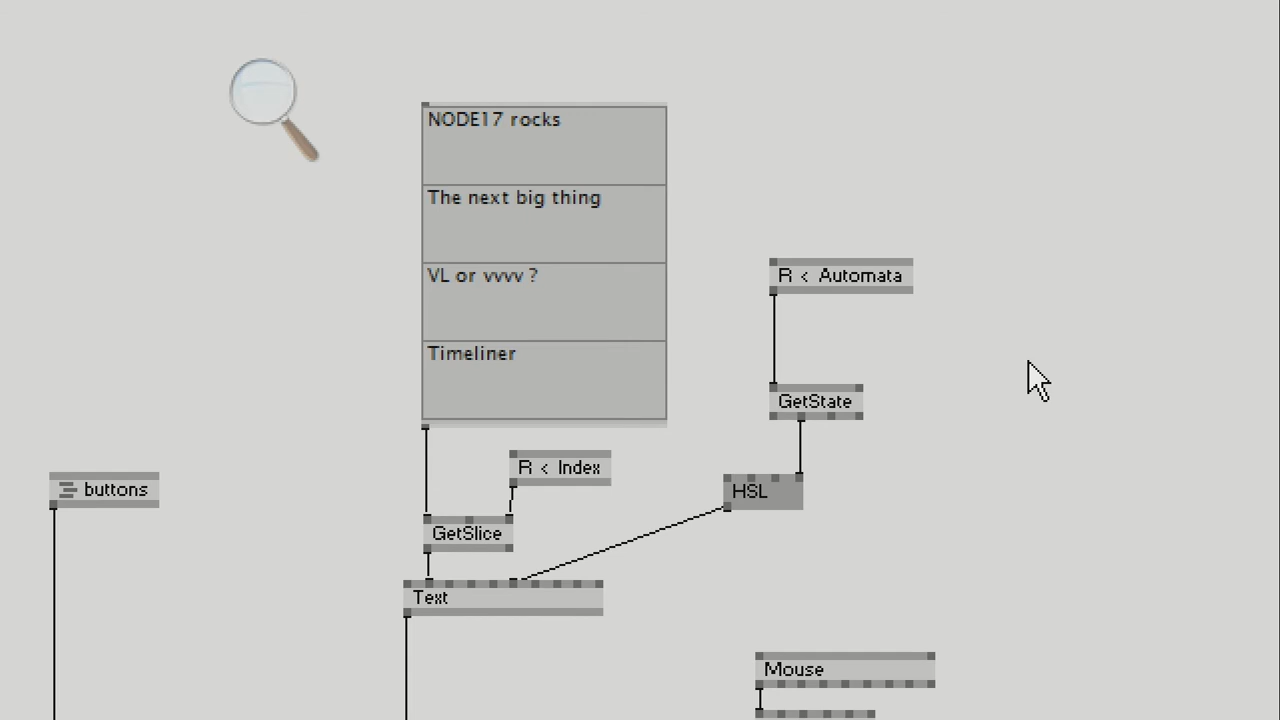 NODE17 rocks
The next big thing
VL or vvvv ?
Timeliner
R < Automata
GetState
R < Index
HSL
buttons
GetSlice
Text
Mouse